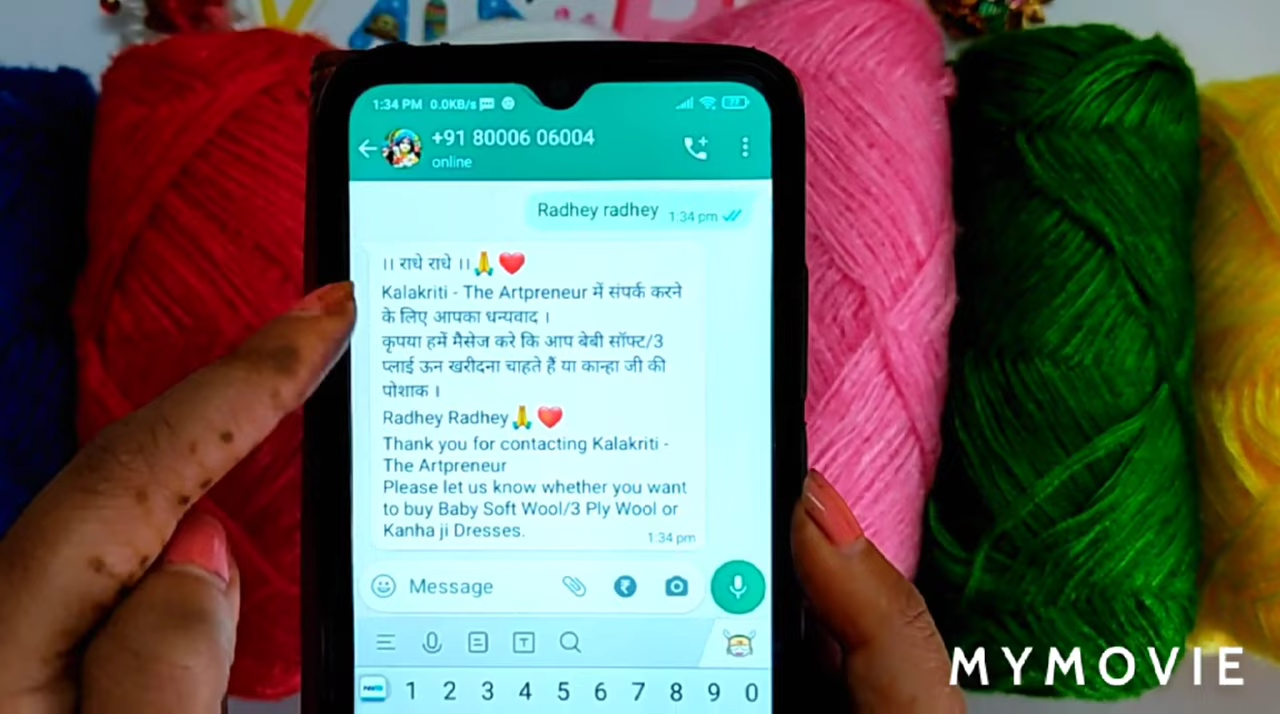 1:34 PM 0.0KB/s
77
+91 80006 06004
online
Radhey radhey 1:34 pm
।। राधे राधे ।।🙏❤️
Kalakriti - The Artpreneur में संपर्क करने
के लिए आपका धन्यवाद ।
कृपया हमें मैसेज करे कि आप बेबी सॉफ्ट/3
प्लाई ऊन खरीदना चाहते हैं या कान्हा जी की
पोशाक ।
Radhey Radhey🙏❤️
Thank you for contacting Kalakriti -
The Artpreneur
Please let us know whether you want
to buy Baby Soft Wool/3 Ply Wool or
Kanha ji Dresses.
1:34 pm
Message
T
Paytm 1 2 3 4 5 6 7 8 9 0
MYMOVIE